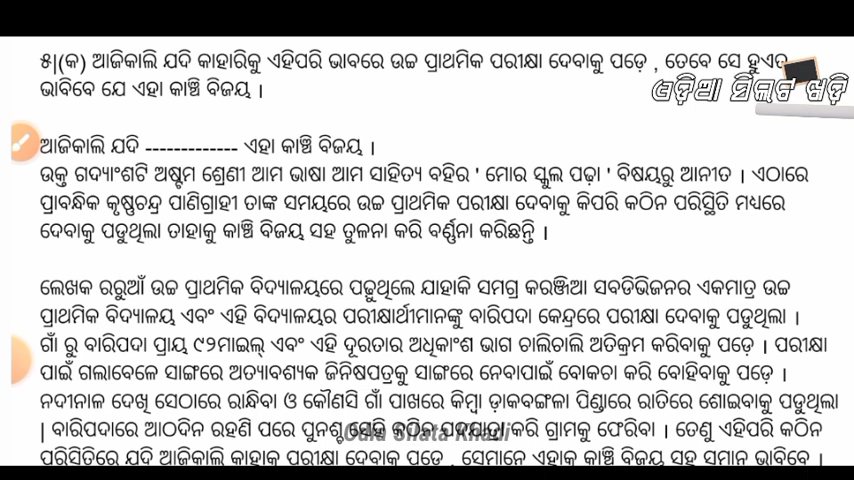 ୫|(କ) ଆଜିକାଲି ଯଦି କାହାରିକୁ ଏହିପରି ଭାବରେ ଉଚ୍ଚ ପ୍ରାଥମିକ ପରୀକ୍ଷା ଦେବାକୁ ପଡ଼େ , ତେବେ ସେ ହୁଏତ
ଭାବିବେ ଯେ ଏହା କାଞ୍ଚି ବିଜୟ ।
ଓଡ଼ିଆ ସିଲଟ ଖଡ଼ି
ଆଜିକାଲି ଯଦି ------------- ଏହା କାଞ୍ଚି ବିଜୟ ।
ଉକ୍ତ ଗଦ୍ୟାଂଶଟି ଅଷ୍ଟମ ଶ୍ରେଣୀ ଆମ ଭାଷା ଆମ ସାହିତ୍ୟ ବହିର ' ମୋର ସ୍କୁଲ ପଢ଼ା ' ବିଷୟରୁ ଆନୀତ । ଏଠାରେ
ପ୍ରାବନ୍ଧିକ କୃଷ୍ଣଚନ୍ଦ୍ର ପାଣିଗ୍ରାହୀ ତାଙ୍କ ସମୟରେ ଉଚ୍ଚ ପ୍ରାଥମିକ ପରୀକ୍ଷା ଦେବାକୁ କିପରି କଠିନ ପରିସ୍ଥିତି ମଧ୍ୟରେ
ଦେବାକୁ ପଡୁଥିଲା ତାହାକୁ କାଞ୍ଚି ବିଜୟ ସହ ତୁଳନା କରି ବର୍ଣ୍ଣନା କରିଛନ୍ତି ।
ଲେଖକ ରରୁଆଁ ଉଚ୍ଚ ପ୍ରାଥମିକ ବିଦ୍ୟାଳୟରେ ପଢୁଥିଲେ ଯାହାକି ସମଗ୍ର କରଞ୍ଜିଆ ସବଡିଭିଜନର ଏକମାତ୍ର ଉଚ୍ଚ
ପ୍ରାଥମିକ ବିଦ୍ୟାଳୟ ଏବଂ ଏହି ବିଦ୍ୟାଳୟର ପରୀକ୍ଷାର୍ଥୀମାନଙ୍କୁ ବାରିପଦା କେନ୍ଦ୍ରରେ ପରୀକ୍ଷା ଦେବାକୁ ପଡୁଥିଲା ।
ଗାଁ ରୁ ବାରିପଦା ପ୍ରାୟ ୯୨ମାଇଲ୍ ଏବଂ ଏହି ଦୂରତାର ଅଧିକାଂଶ ଭାଗ ଚାଲିଚାଲି ଅତିକ୍ରମ କରିବାକୁ ପଡ଼େ । ପରୀକ୍ଷା
ପାଇଁ ଗଲାବେଳେ ସାଙ୍ଗରେ ଅତ୍ୟାବଶ୍ୟକ ଜିନିଷପତ୍ରକୁ ସାଙ୍ଗରେ ନେବାପାଇଁ ବୋକଚା କରି ବୋହିବାକୁ ପଡ଼େ ।
ନଦୀନାଳ ଦେଖି ସେଠାରେ ରାନ୍ଧିବା ଓ କୌଣସି ଗାଁ ପାଖରେ କିମ୍ବା ଡ଼ାକବଙ୍ଗଳା ପିଣ୍ଡାରେ ରାତିରେ ଶୋଇବାକୁ ପଡୁଥିଲା
| ବାରିପଦାରେ ଆଠଦିନ ରହଣି ପରେ ପୁନଶ୍ଚ ସେହି କଠିନ ପଦଯାତ୍ରା କରି ଗ୍ରାମକୁ ଫେରିବା । ତେଣୁ ଏହିପରି କଠିନ
ପରିସ୍ଥିତିରେ ଯଦି ଆଜିକାଲି କାହାକୁ ପରୀକ୍ଷା ଦେବାକୁ ପଡେ , ସେମାନେ ଏହାକୁ କାଞ୍ଚି ବିଜୟ ସହ ସମାନ ଭାବିବେ ।